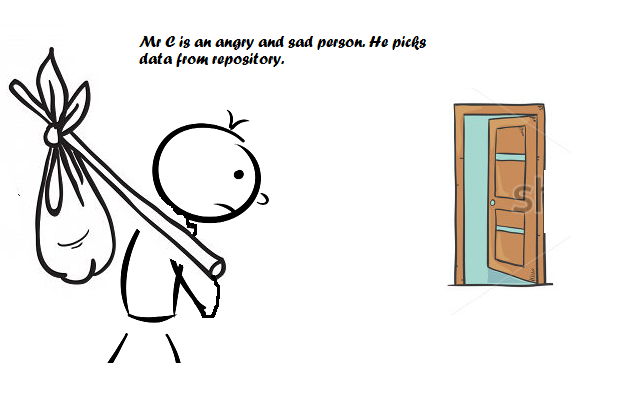 Mr C is an angry and sad person. He picks
data from repository.